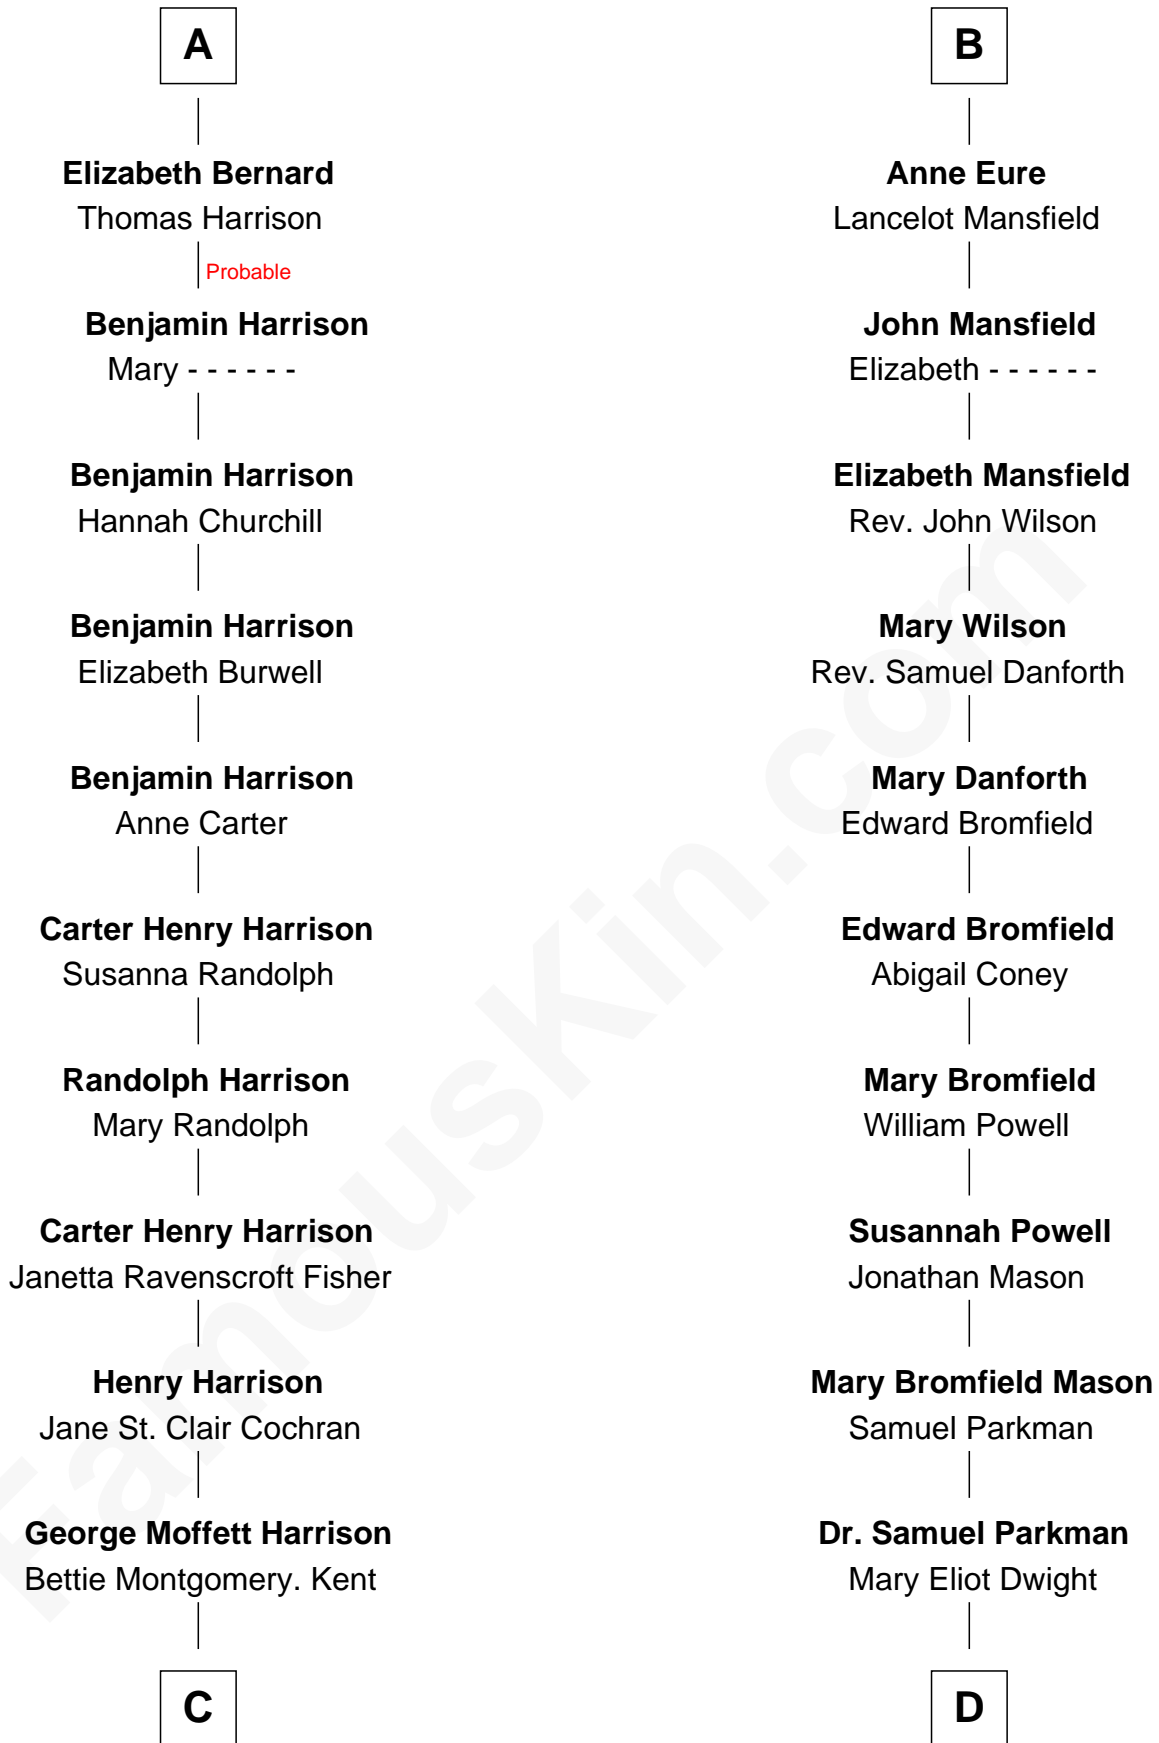 A
Elizabeth Bernard
Thomas Harrison
Probable
Benjamin Harrison
Mary - - - - - -
Benjamin Harrison
Hannah Churchill
Benjamin Harrison
Elizabeth Burwell
Benjamin Harrison
Anne Carter
Carter Henry Harrison
Susanna Randolph
Randolph Harrison
Mary Randolph
Carter Henry Harrison
Janetta Ravenscroft Fisher
Henry Harrison
Jane St. Clair Cochran
George Moffett Harrison
Bettie Montgomery. Kent
C
B
Anne Eure
Lancelot Mansfield
John Mansfield
Elizabeth - - - - - -
Elizabeth Mansfield
Rev. John Wilson
Mary Wilson
Rev. Samuel Danforth
Mary Danforth
Edward Bromfield
Edward Bromfield
Abigail Coney
Mary Bromfield
William Powell
Susannah Powell
Jonathan Mason
Mary Bromfield Mason
Samuel Parkman
Dr. Samuel Parkman
Mary Eliot Dwight
D
FamousKin.com